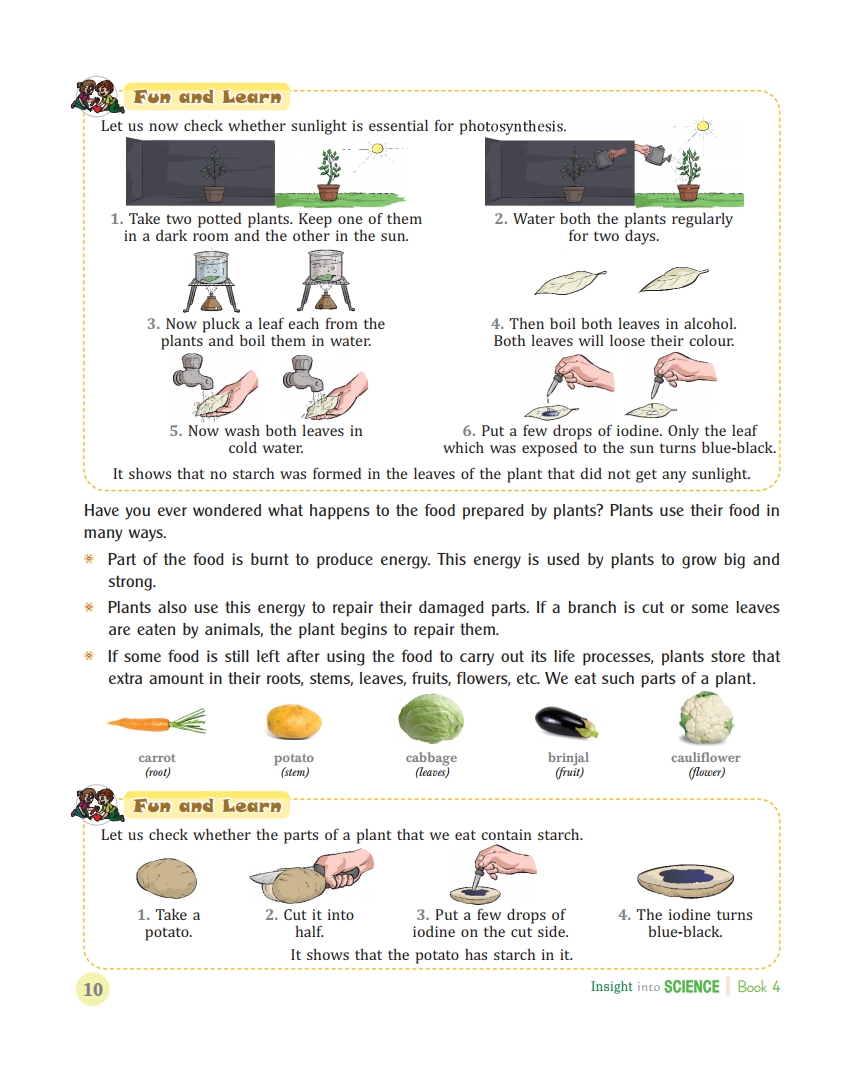 Fun and Learn
Let us now check whether sunlight is essential for photosynthesis.
1. Take two potted plants. Keep one of them
in a dark room and the other in the sun.
2. Water both the plants regularly
for two days.
3. Now pluck a leaf each from the
plants and boil them in water.
4. Then boil both leaves in alcohol.
Both leaves will loose their colour.
5. Now wash both leaves in
cold water.
6. Put a few drops of iodine. Only the leaf
which was exposed to the sun turns blue-black.
It shows that no starch was formed in the leaves of the plant that did not get any sunlight.
Have you ever wondered what happens to the food prepared by plants? Plants use their food in
many ways.
Part of the food is burnt to produce energy. This energy is used by plants to grow big and
strong.
Plants also use this energy to repair their damaged parts. If a branch is cut or some leaves
are eaten by animals, the plant begins to repair them.
If some food is still left after using the food to carry out its life processes, plants store that
extra amount in their roots, stems, leaves, fruits, flowers, etc. We eat such parts of a plant.
carrot
(root)
potato
(stem)
cabbage
(leaves)
brinjal
(fruit)
cauliflower
(flower)
Fun and Learn
Let us check whether the parts of a plant that we eat contain starch.
1. Take a
potato.
2. Cut it into
half.
3. Put a few drops of
iodine on the cut side.
4. The iodine turns
blue-black.
It shows that the potato has starch in it.
10
Insight into SCIENCE Book 4